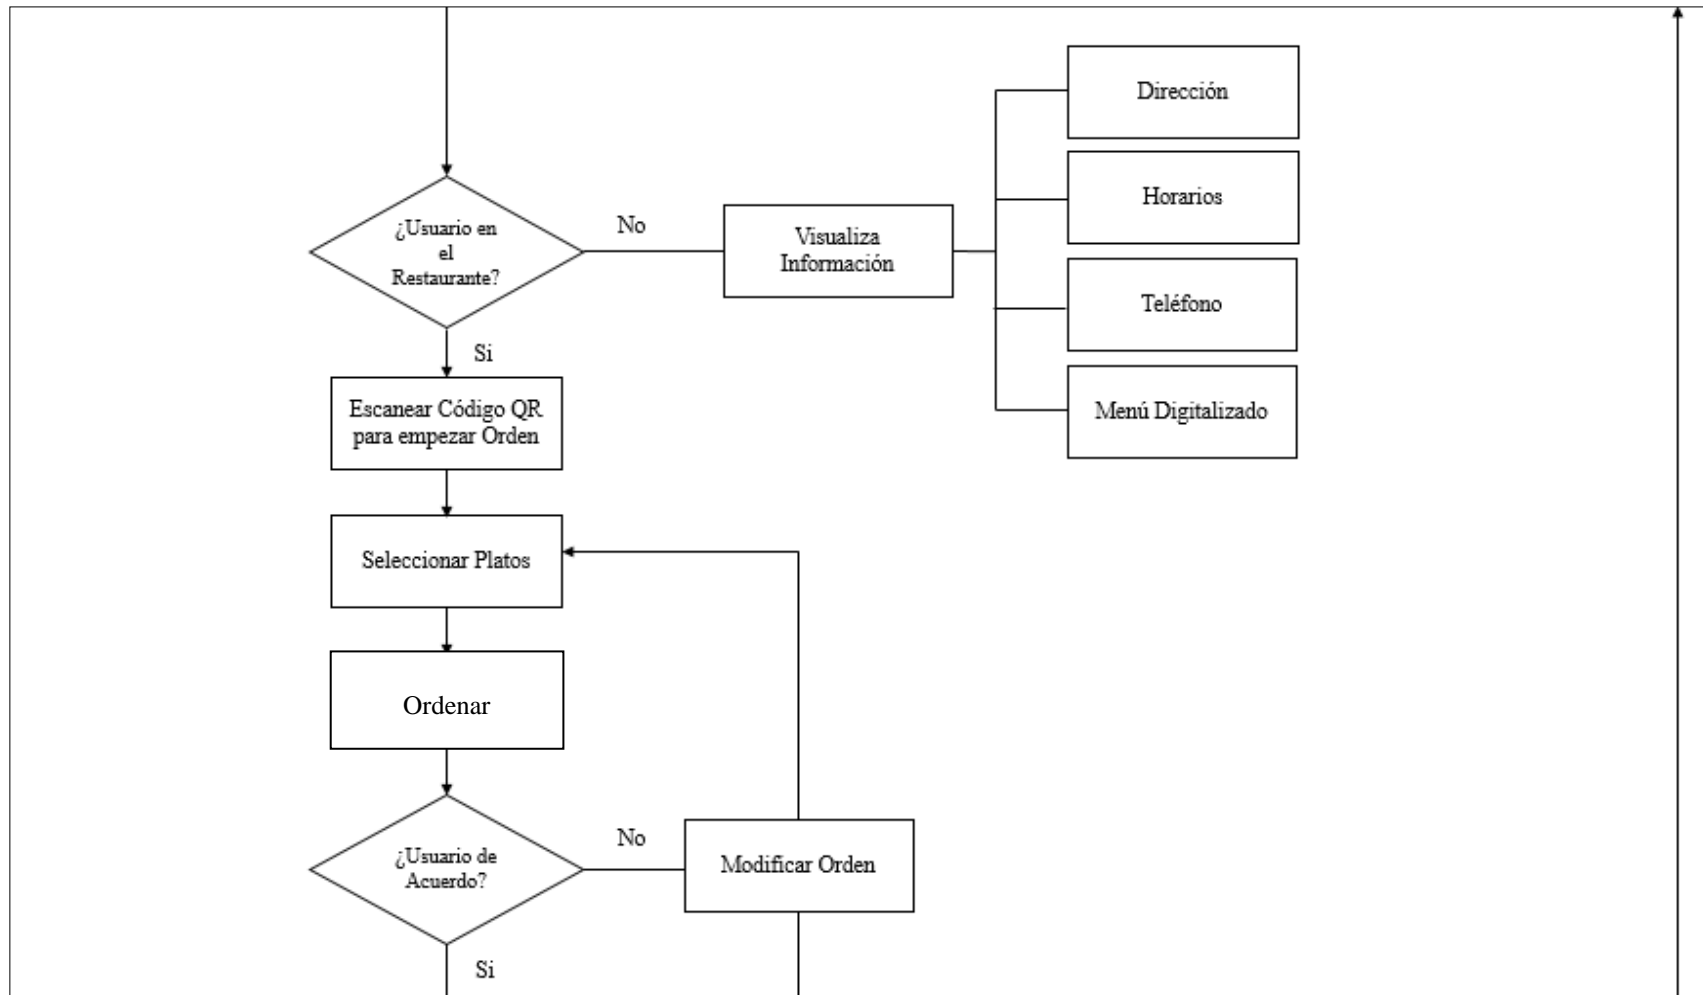 Dirección
Horarios
¿Usuario en
el
Restaurante?
No
Visualiza
Información
Teléfono
Si
Menú Digitalizado
Escanear Código QR
para empezar Orden
Seleccionar Platos
Ordenar
¿Usuario de
Acuerdo?
No
Modificar Orden
Si